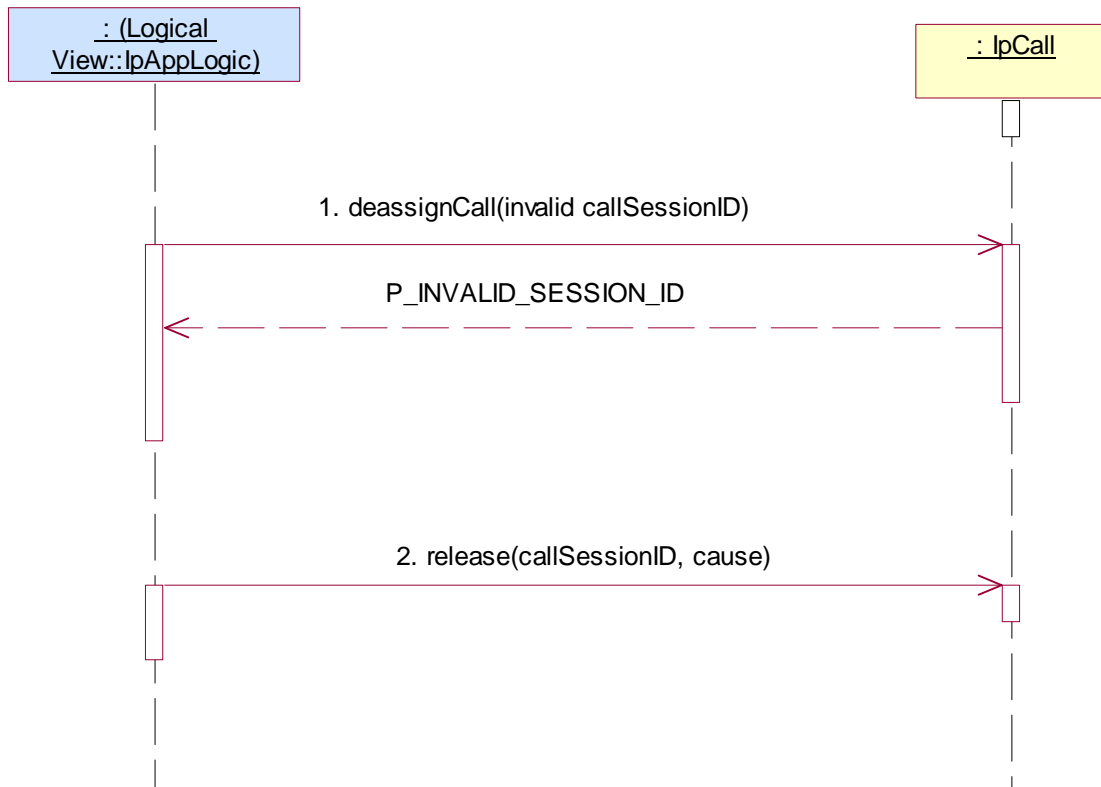 : (Logical
View::IpAppLogic)
: IpCall
1. deassignCall(invalid callSessionID)
P_INVALID_SESSION_ID
2. release(callSessionID, cause)